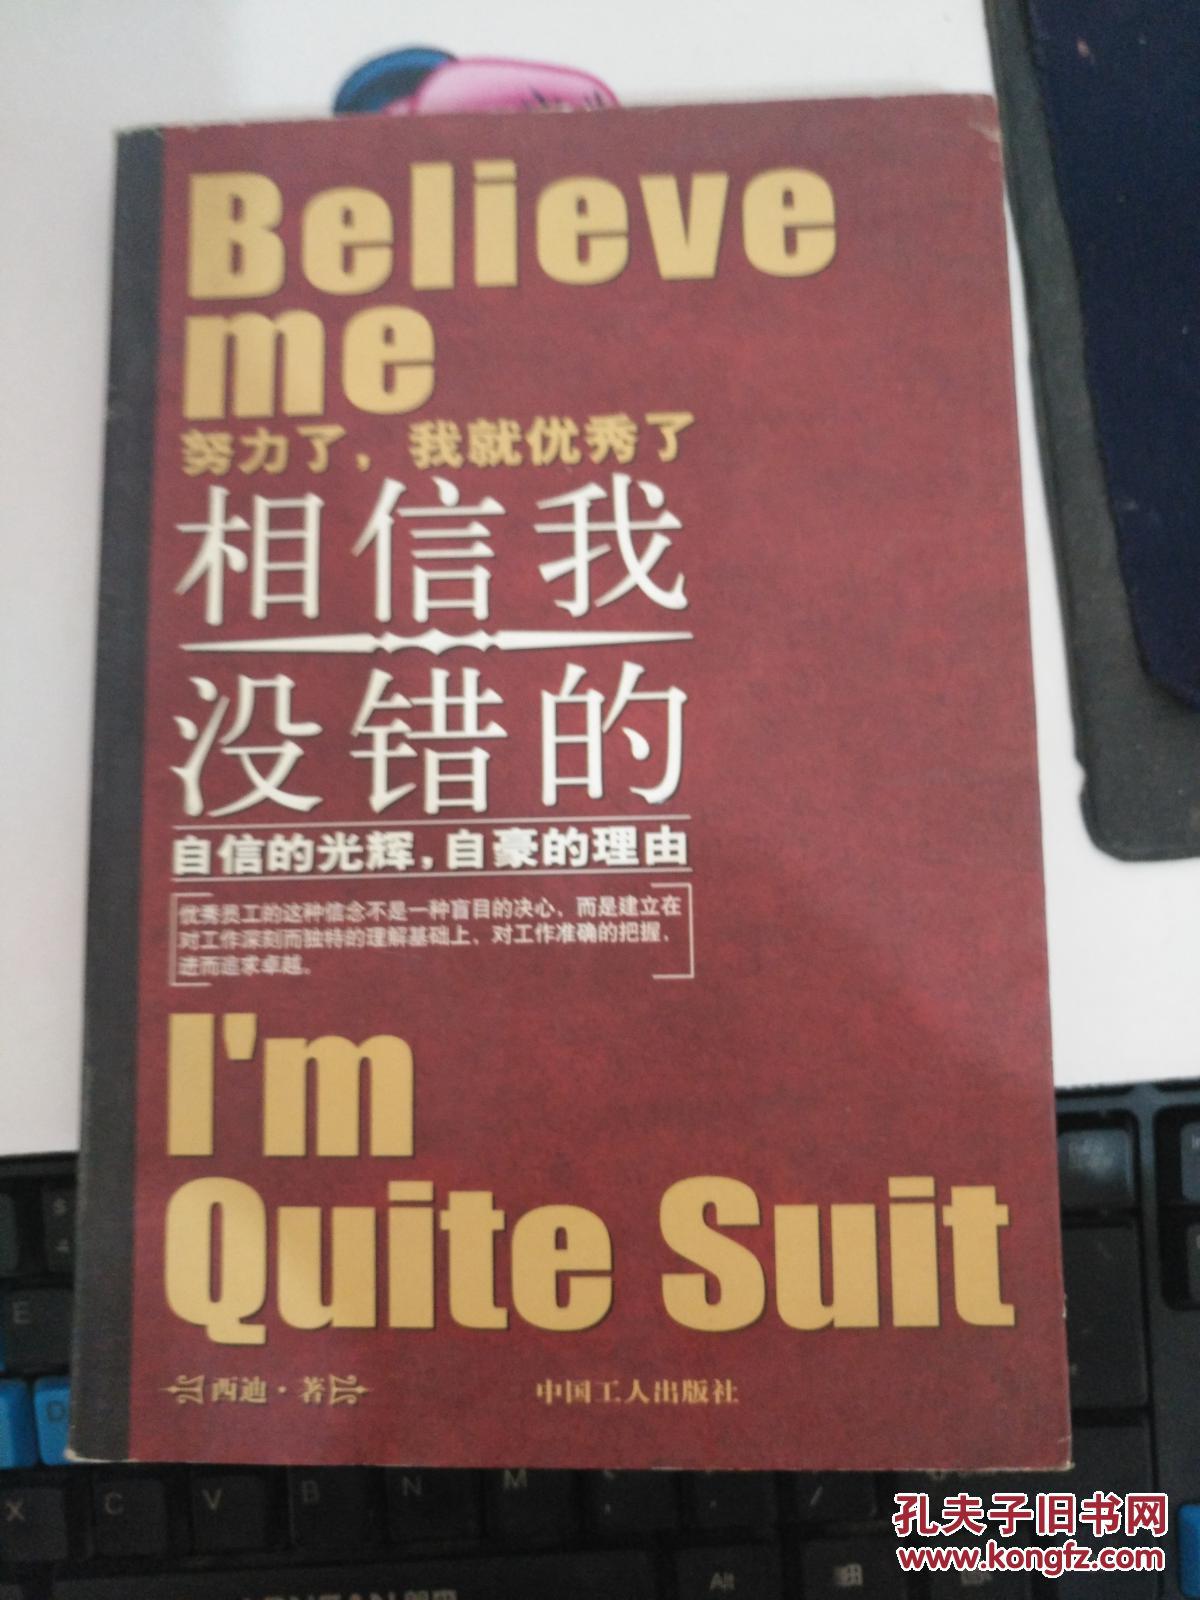 Believe
me
努力了，我就优秀了
相信我
没错的
自信的光辉，自豪的理由
优秀员工的这种信念不是一种盲目的决心、而是建立在
对工作深刻而独特的理解基础上、对工作准确的把握、
进而追求卓越。
I'm
Quite Suit
西迪·著
中国工人出版社
E
D
X C V B N M
Alt
孔夫子旧书网
www.kongfz.com